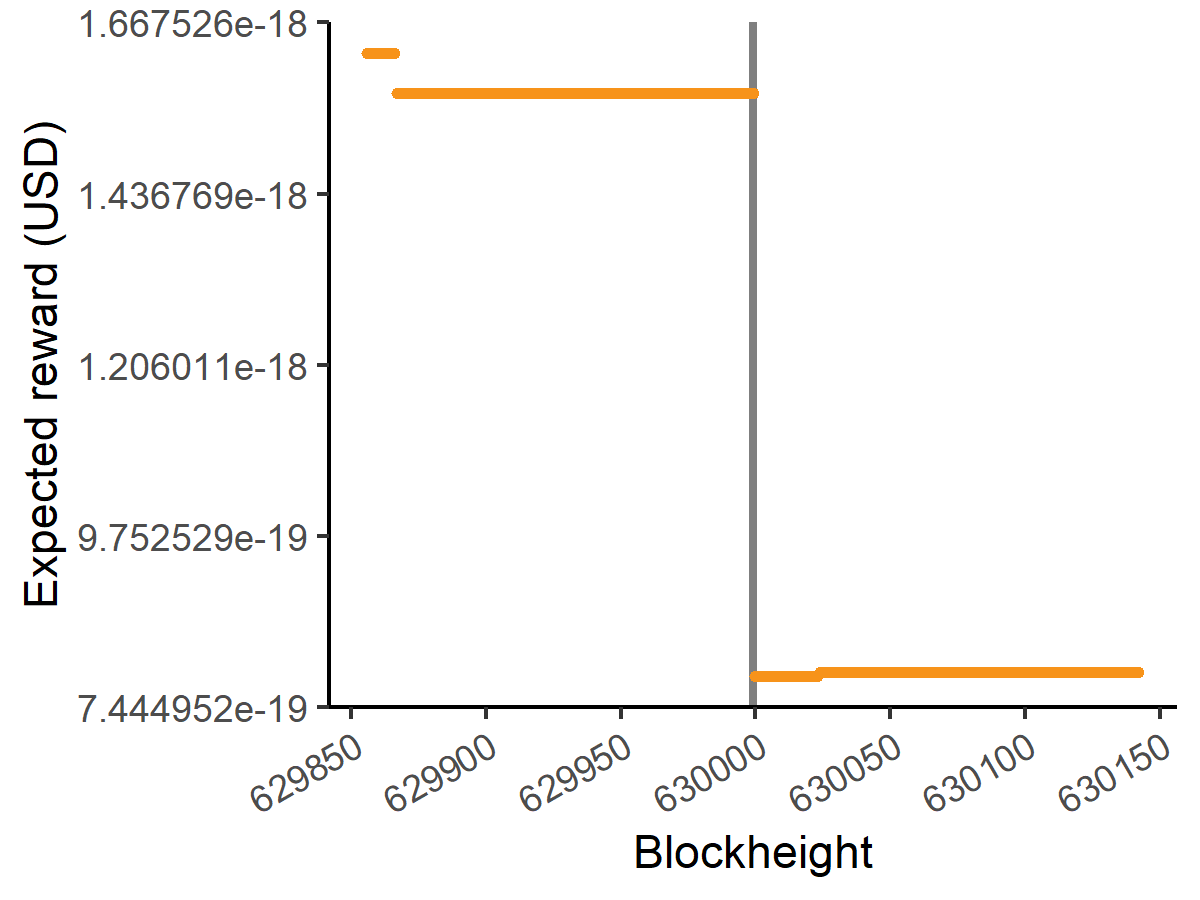 Expected reward (USD)
1.667526e-18
1.436769e-18
1.206011e-18
9.752529e-19
7.444952e-19
629850
629900
629950
630000
630050
630100
630150
Blockheight